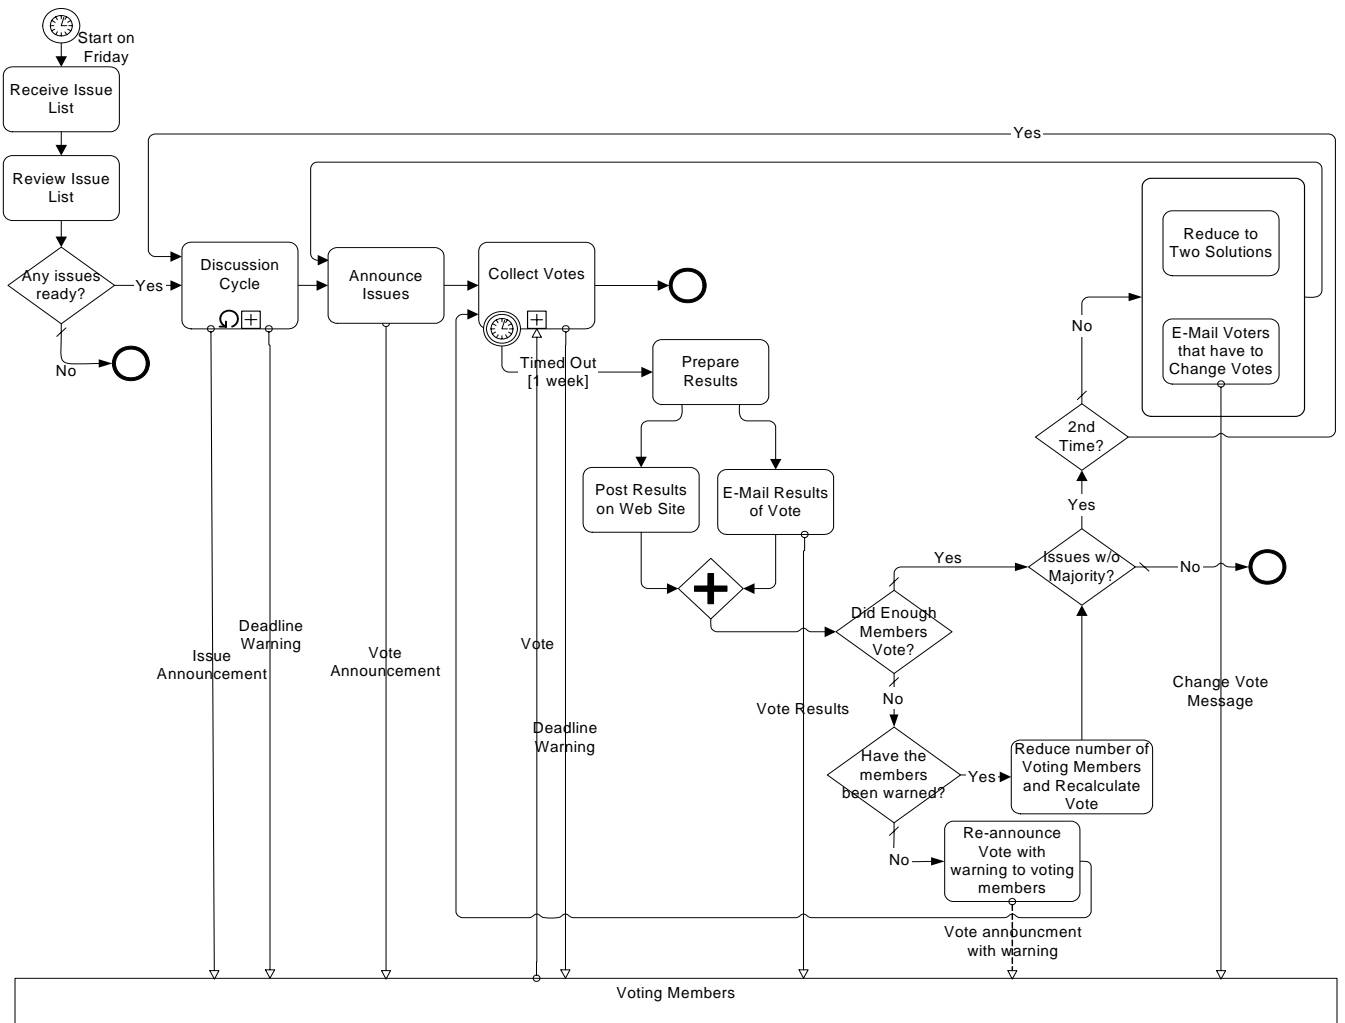 Start on
Friday
Receive Issue
List
Review Issue
List
Any issues
ready?
Yes
No
Discussion
Cycle
Announce
Issues
Collect Votes
Timed Out
[1 week]
Prepare
Results
Post Results
on Web Site
E-Mail Results
of Vote
Did Enough
Members
Vote?
Yes
No
Have the
members
been warned?
Yes
No
Reduce number of
Voting Members
and Recalculate
Vote
Re-announce
Vote with
warning to voting
members
Issues w/o
Majority?
Yes
No
2nd
Time?
No
Yes
Reduce to
Two Solutions
E-Mail Voters
that have to
Change Votes
Issue
Announcement
Deadline
Warning
Vote
Announcement
Vote
Deadline
Warning
Vote Results
Vote announcment
with warning
Change Vote
Message
Voting Members